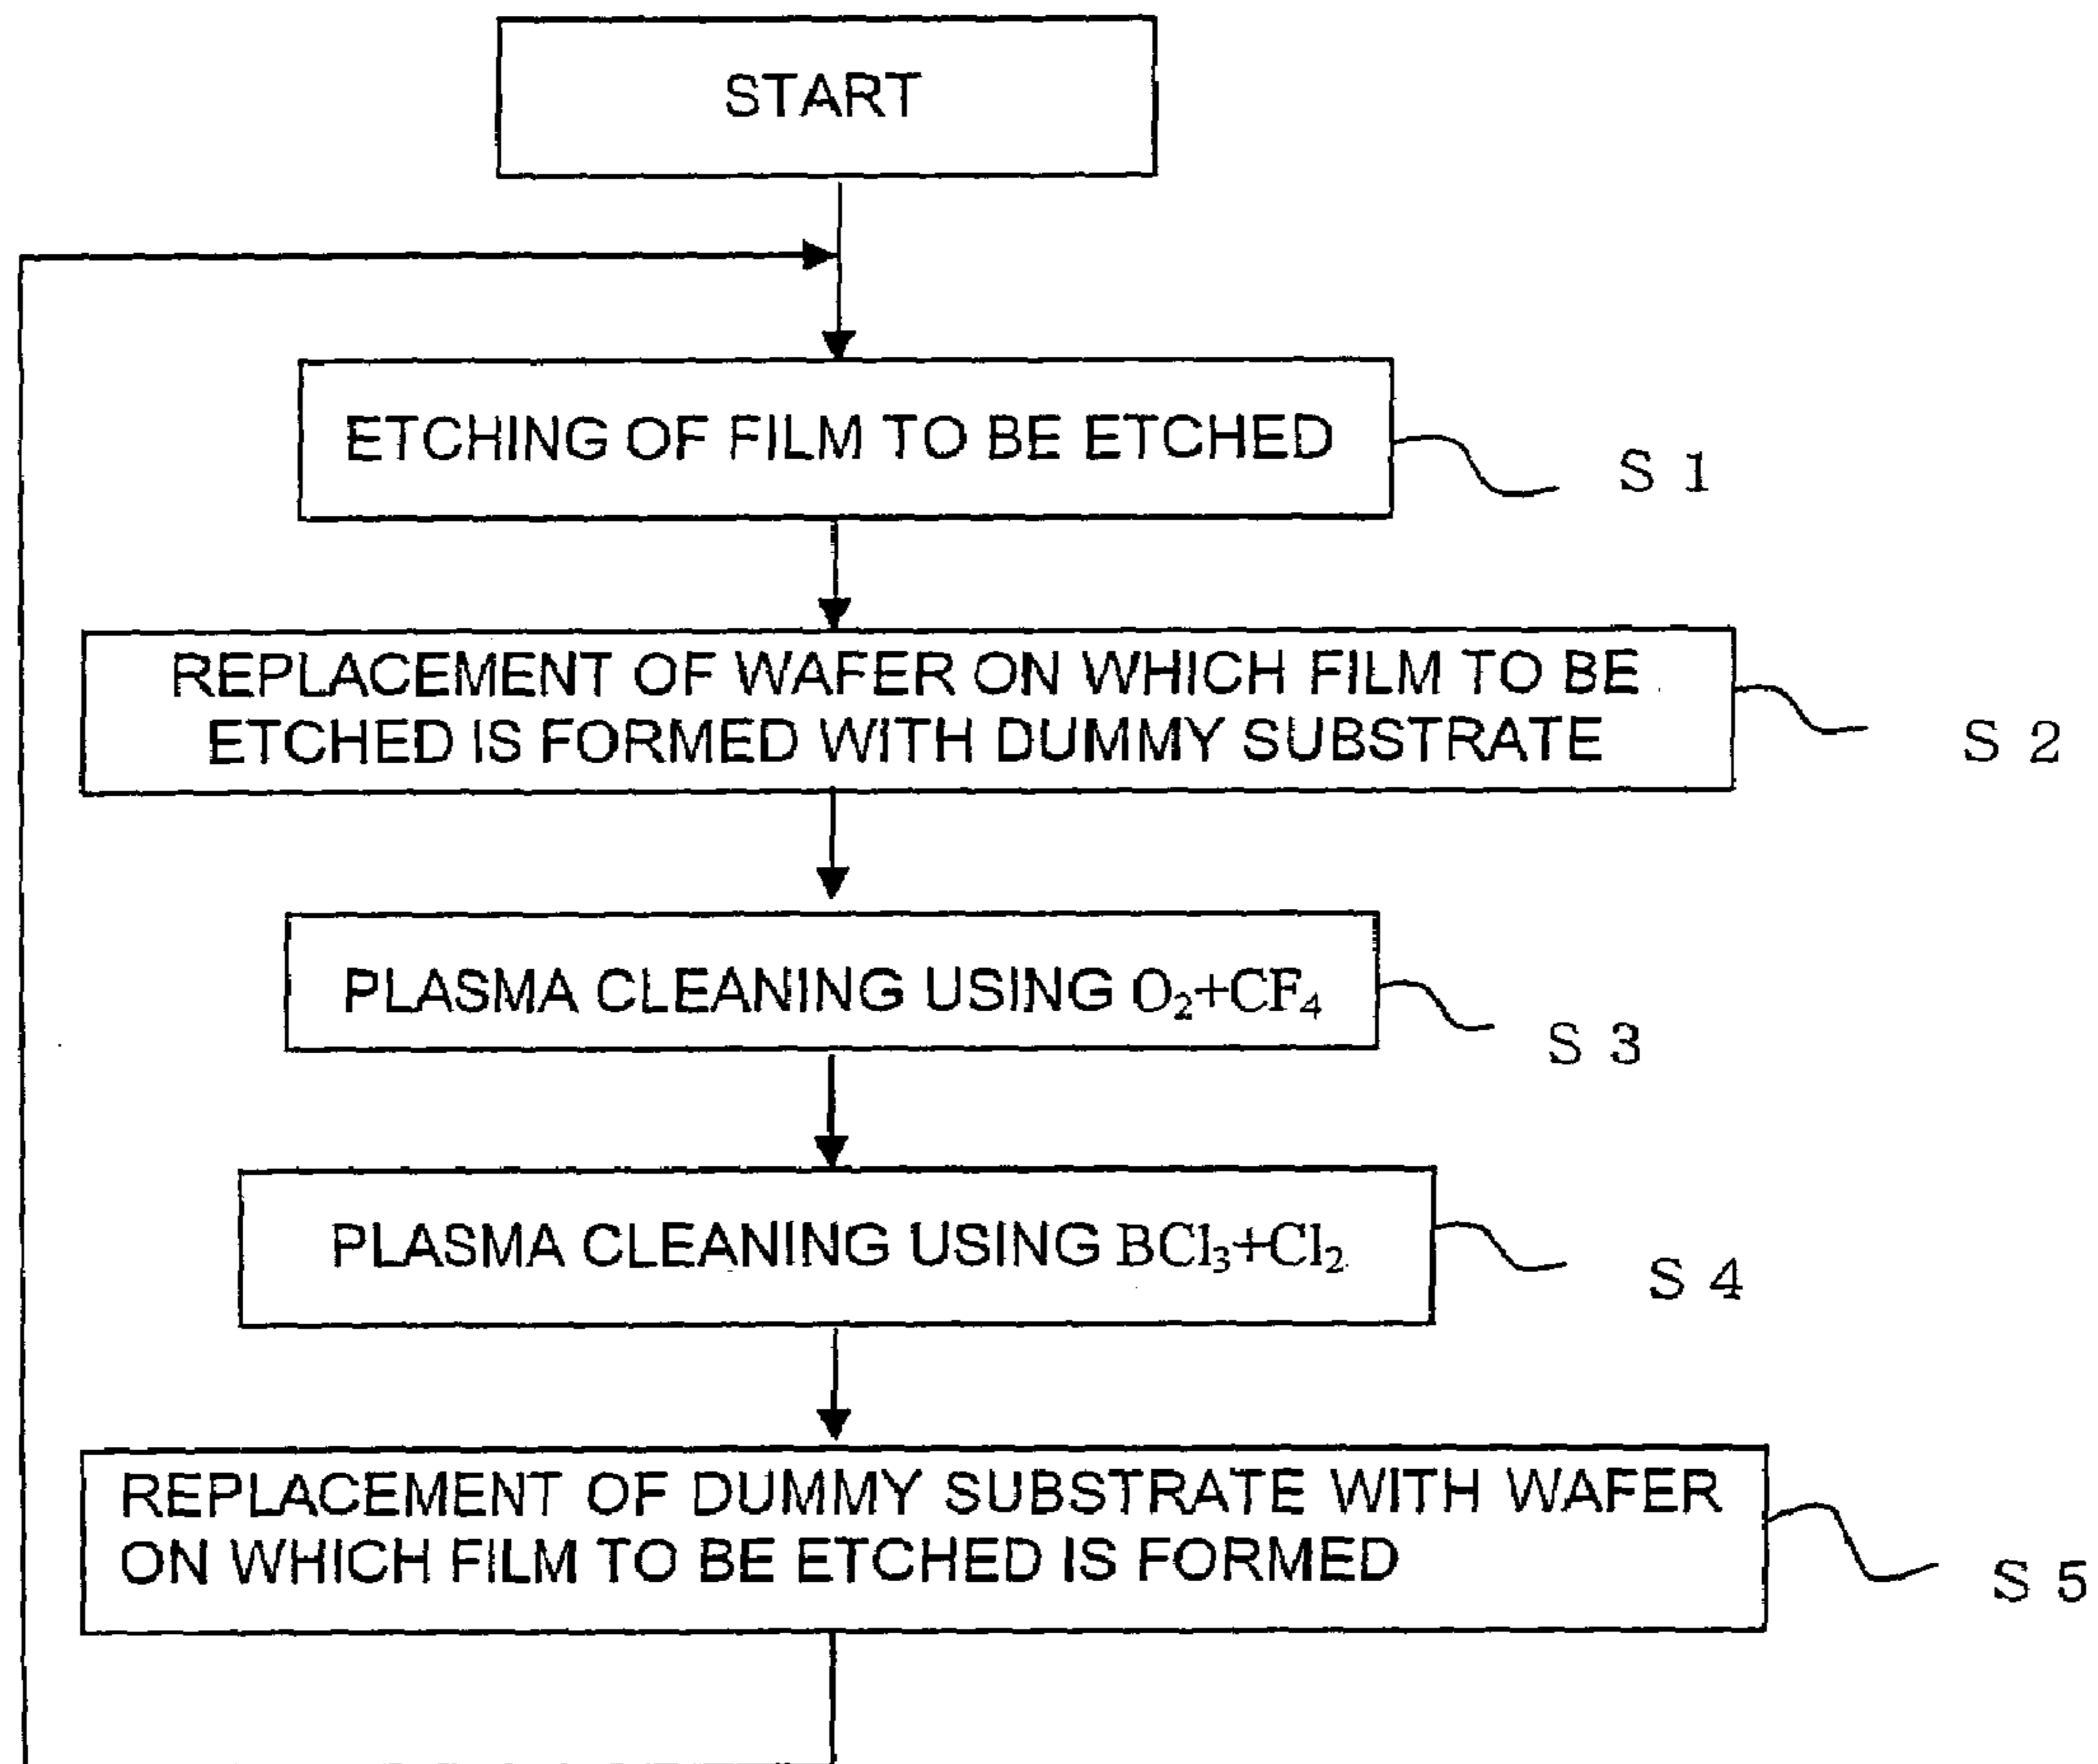 START
ETCHING OF FILM TO BE ETCHED
S 1
REPLACEMENT OF WAFER ON WHICH FILM TO BE
ETCHED IS FORMED WITH DUMMY SUBSTRATE
S 2
PLASMA CLEANING USING O₂+CF₄
S 3
PLASMA CLEANING USING BCl₃+Cl₂
S 4
REPLACEMENT OF DUMMY SUBSTRATE WITH WAFER
ON WHICH FILM TO BE ETCHED IS FORMED
S 5